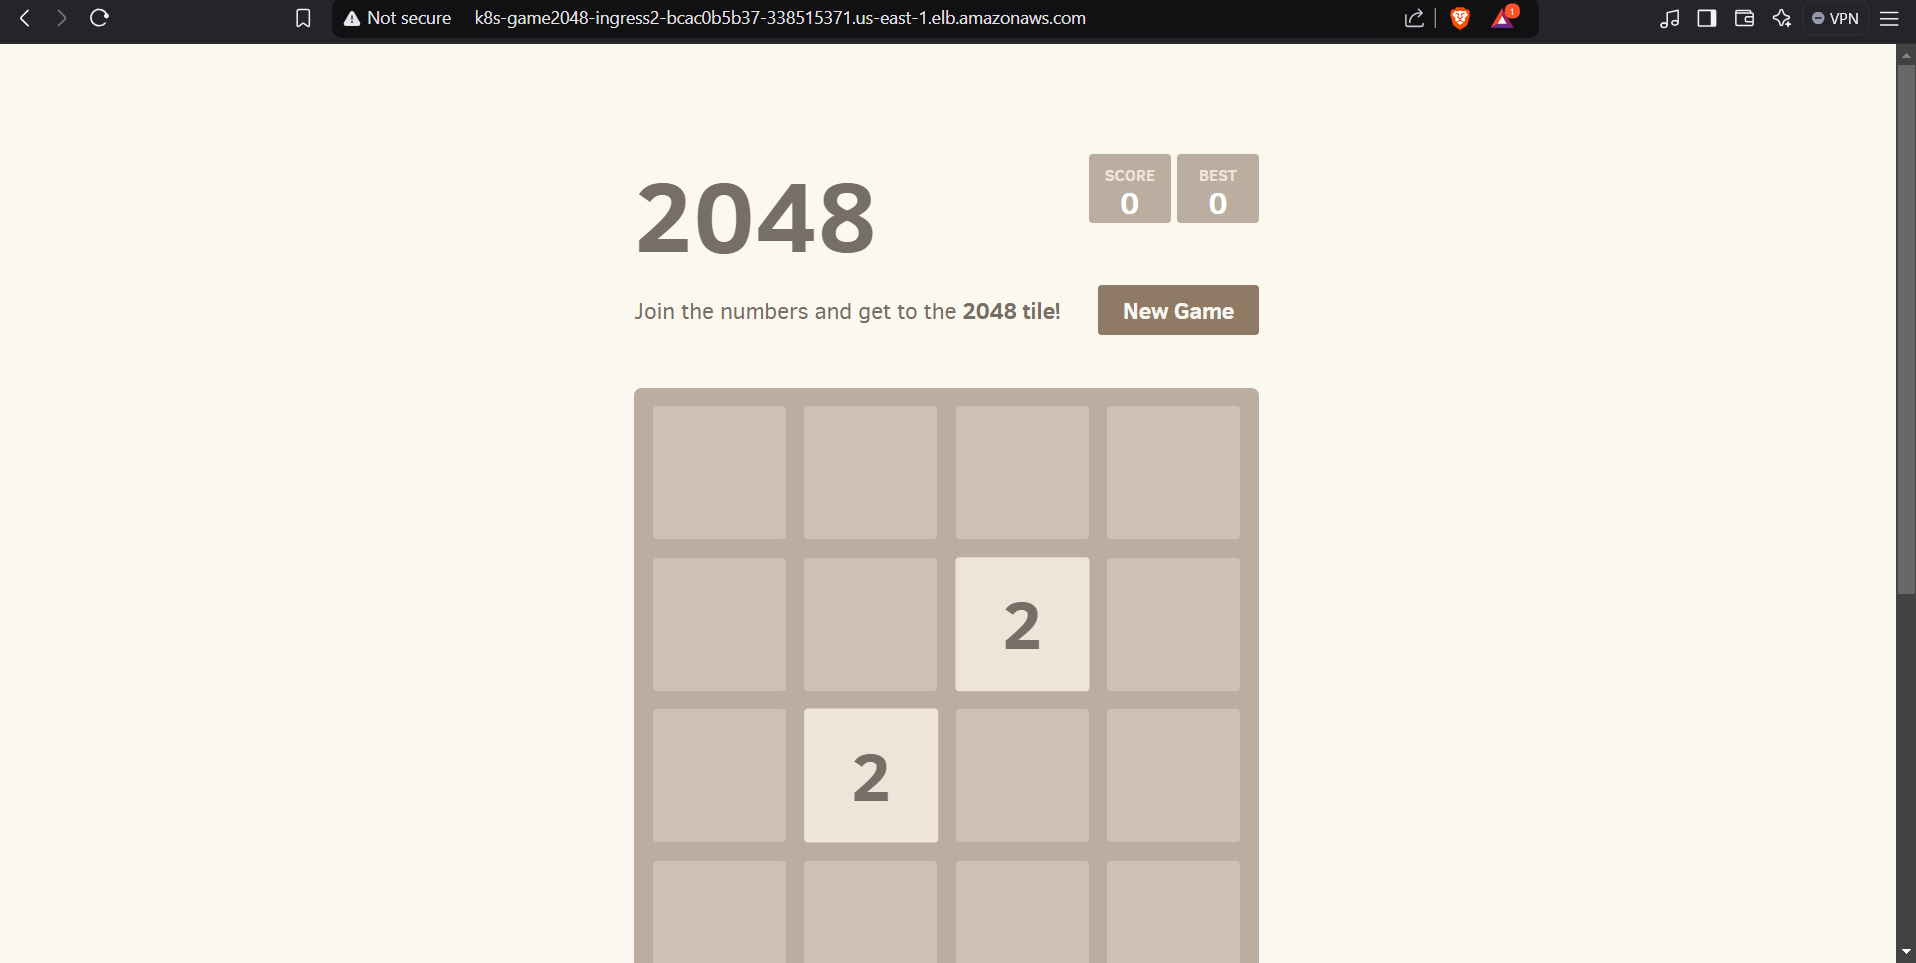 Not secure k8s-game2048-ingress2-bcac0b5b37-338515371.us-east-1.elb.amazonaws.com 1 VPN
2048
SCORE BEST
0 0
Join the numbers and get to the 2048 tile! New Game
2
2